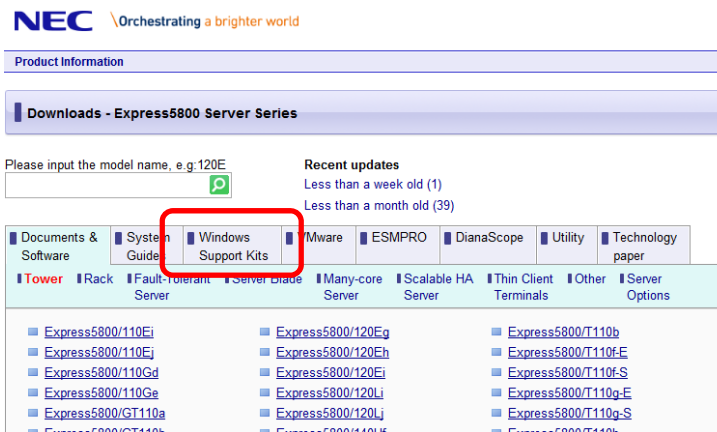 NEC \Orchestrating a brighter world
Product Information
Downloads - Express5800 Server Series
Please input the model name, e.g:120E
Recent updates
Less than a week old (1)
Less than a month old (39)
Documents & Software
System Guide
Windows Support Kits
VMware
ESMPRO
DianaScope
Utility
Technology paper
Tower
Rack
Fault-Tolerant Server
Server Blade
Many-core Server
Scalable HA Server
Thin Client Terminals
Other
Server Options
Express5800/110Ei Express5800/120Eg Express5800/T110b
Express5800/110Ej Express5800/120Eh Express5800/T110f-E
Express5800/110Gd Express5800/120Ei Express5800/T110f-S
Express5800/110Ge Express5800/120Li Express5800/T110g-E
Express5800/GT110a Express5800/120Lj Express5800/T110g-S